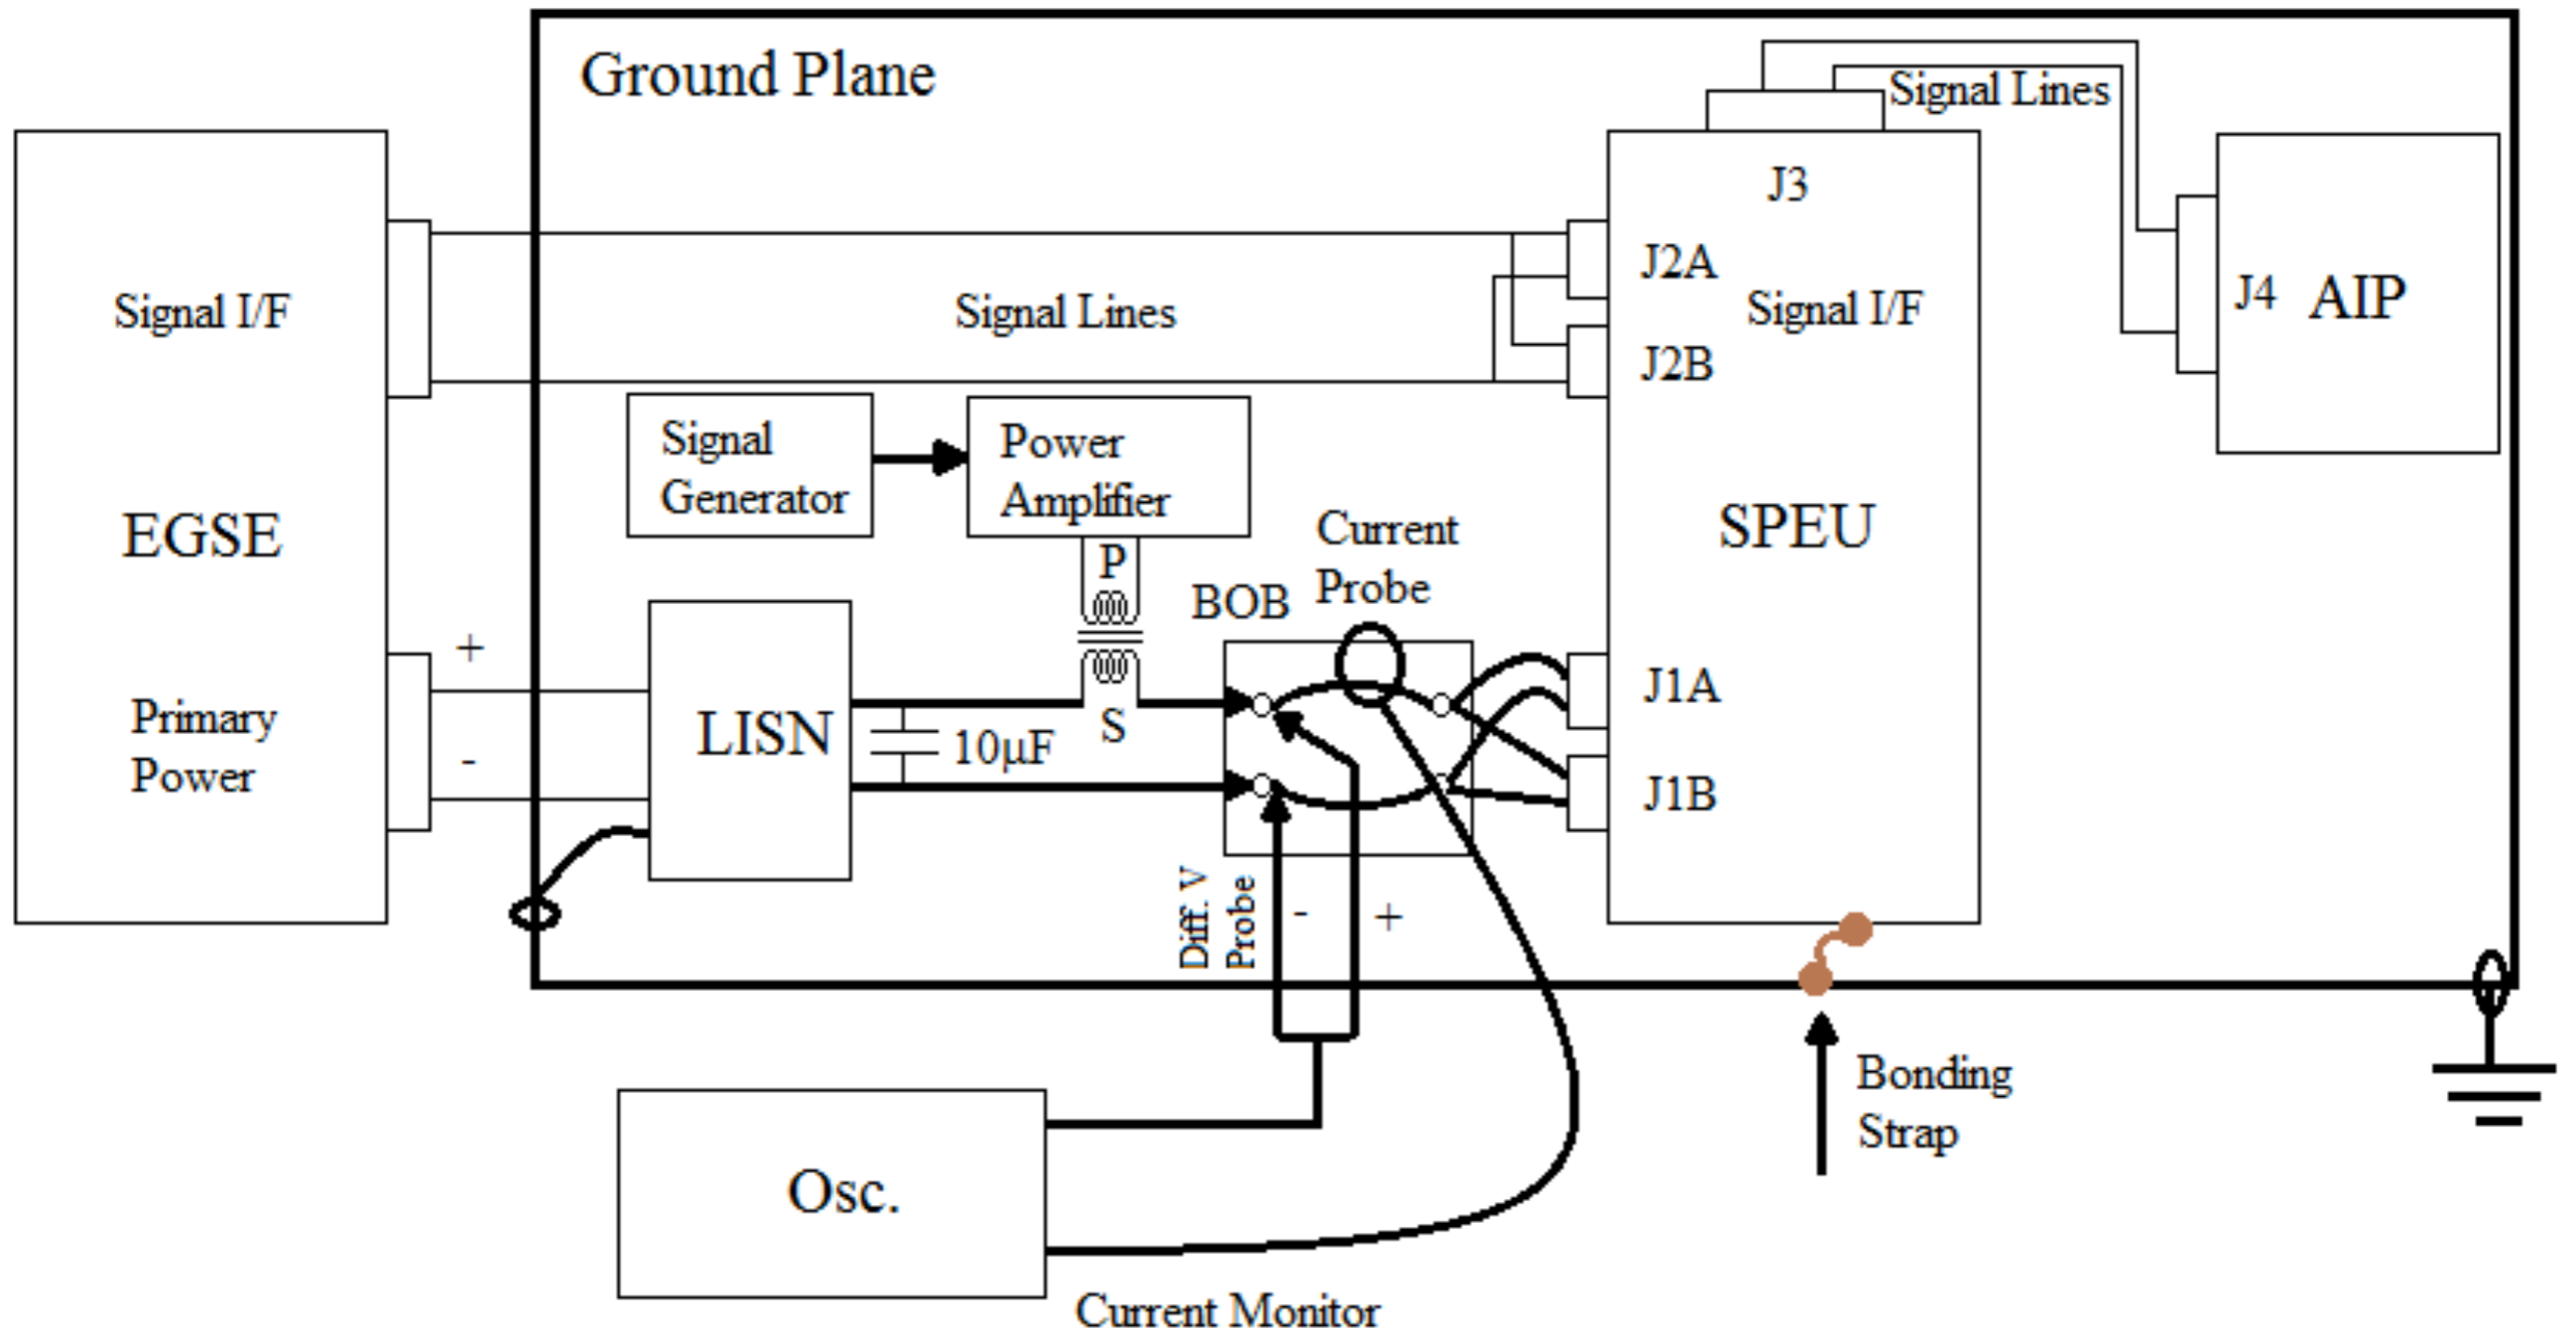 Ground Plane
Signal Lines
J3
J2A
Signal I/F
J2B
J4 AIP
Signal I/F
Signal Lines
Signal
Generator
Power
Amplifier
EGSE
SPEU
Current
Probe
P
BOB
+
Primary
Power
-
LISN
10μF
S
J1A
J1B
Diff. V
Probe
-
+
Bonding
Strap
Osc.
Current Monitor